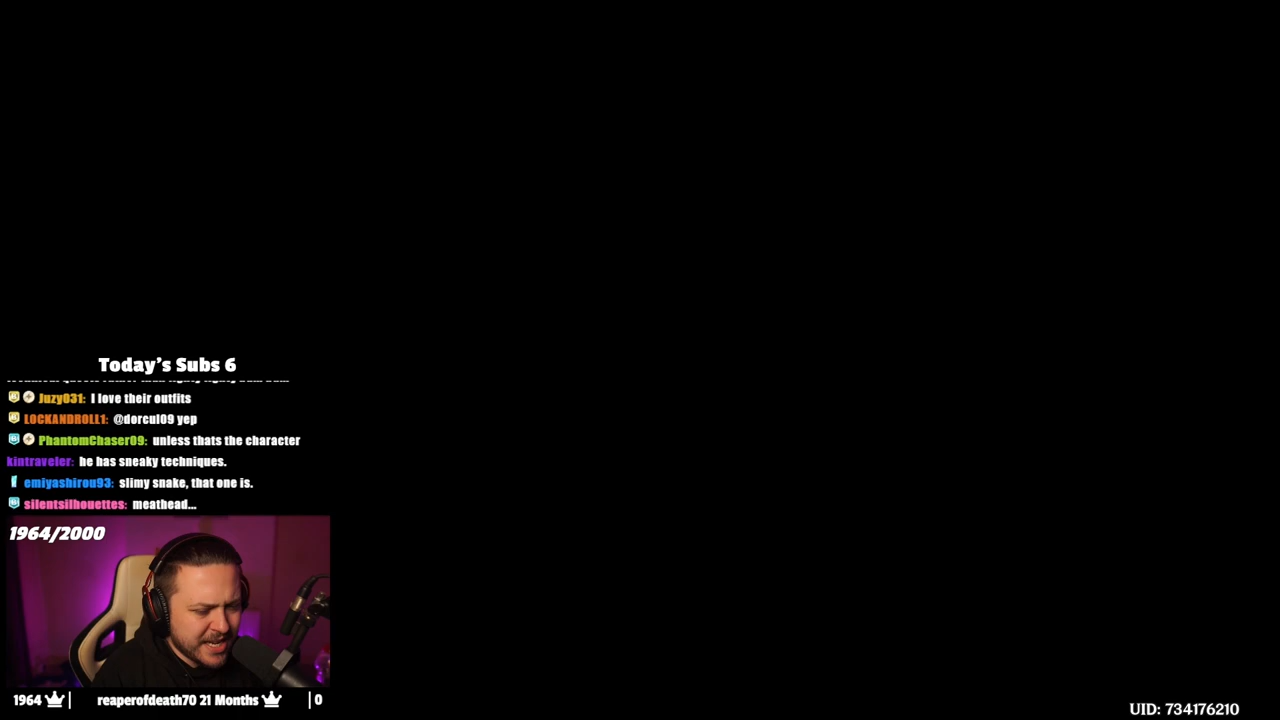 Today's Subs 6
Juzy031: I love their outfits
LOCKANDROLL1: @dorcul09 yep
PhantomChaser09: unless thats the character
kintraveler: he has sneaky techniques.
emiyashirou93: slimy snake, that one is.
silentsilhouettes: meathead...
1964/2000
1964 | reaperofdeath70 21 Months | 0
UID: 734176210